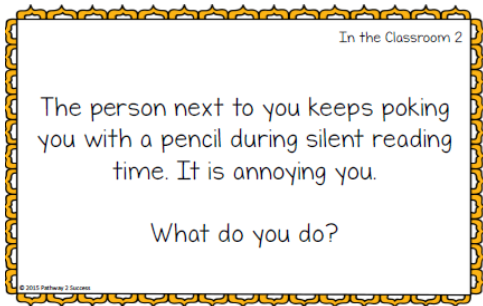 In the Classroom 2
The person next to you keeps poking
you with a pencil during silent reading
time. It is annoying you.
What do you do?
© 2015 Pathway 2 Success